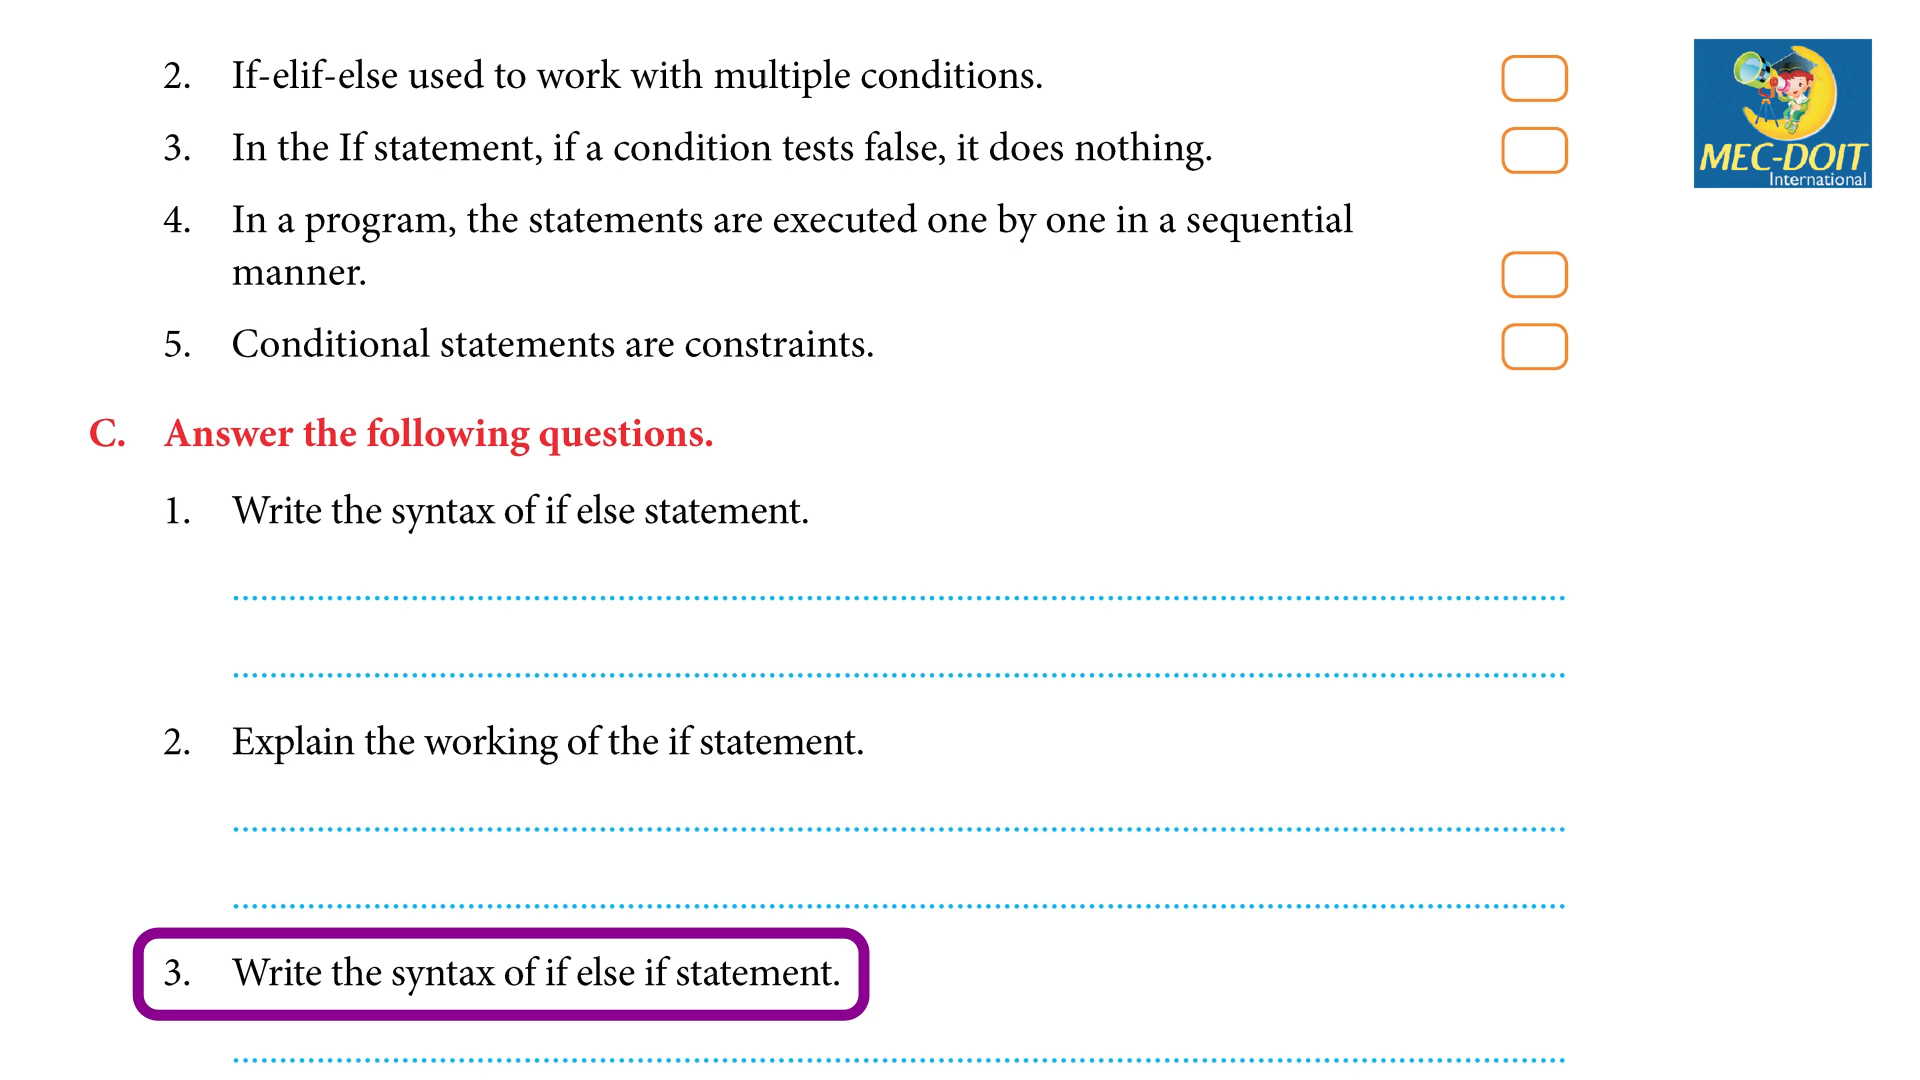 2. If-elif-else used to work with multiple conditions.
3. In the If statement, if a condition tests false, it does nothing.
4. In a program, the statements are executed one by one in a sequential
manner.
5. Conditional statements are constraints.
MEC-DOIT
International
C. Answer the following questions.
1. Write the syntax of if else statement.
2. Explain the working of the if statement.
3. Write the syntax of if else if statement.